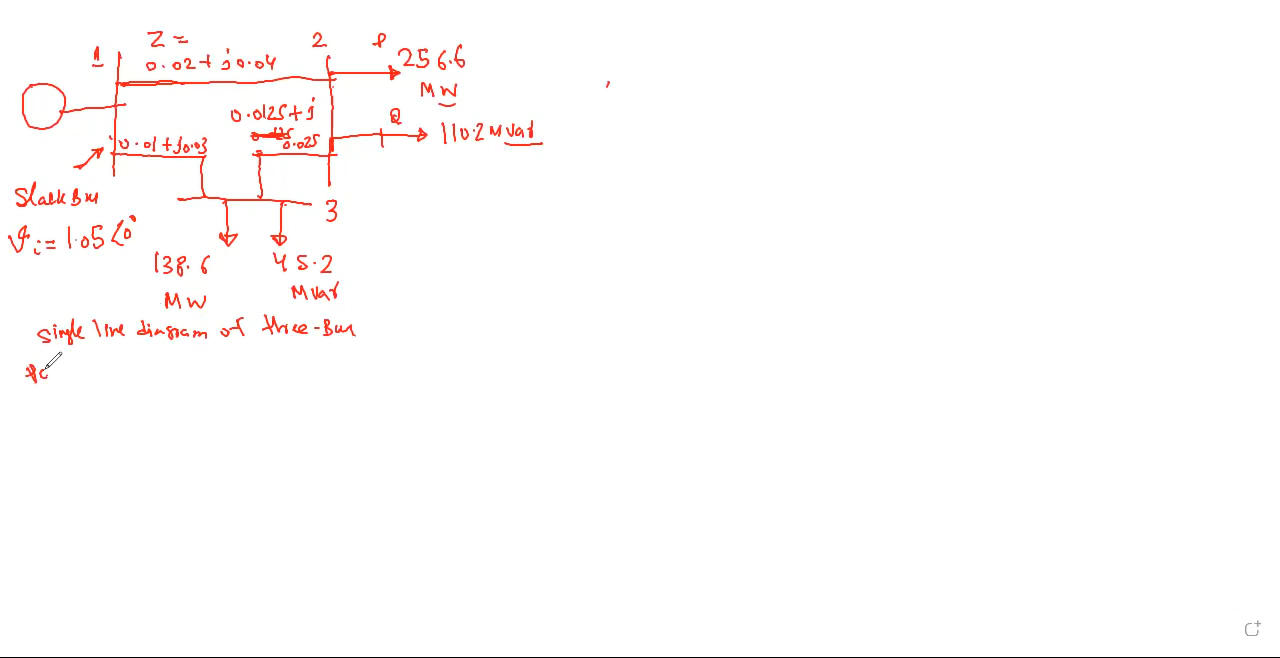 Z =
1
2
P
0.02 + j0.04
256.6
MW
0.0125 + j
0.025
Q
110.2 Mvar
0.01 + j0.03
Slack Bus
3
V i = 1.05 ∠0°
138.6
MW
45.2
Mvar
single line diagram of three-Bus